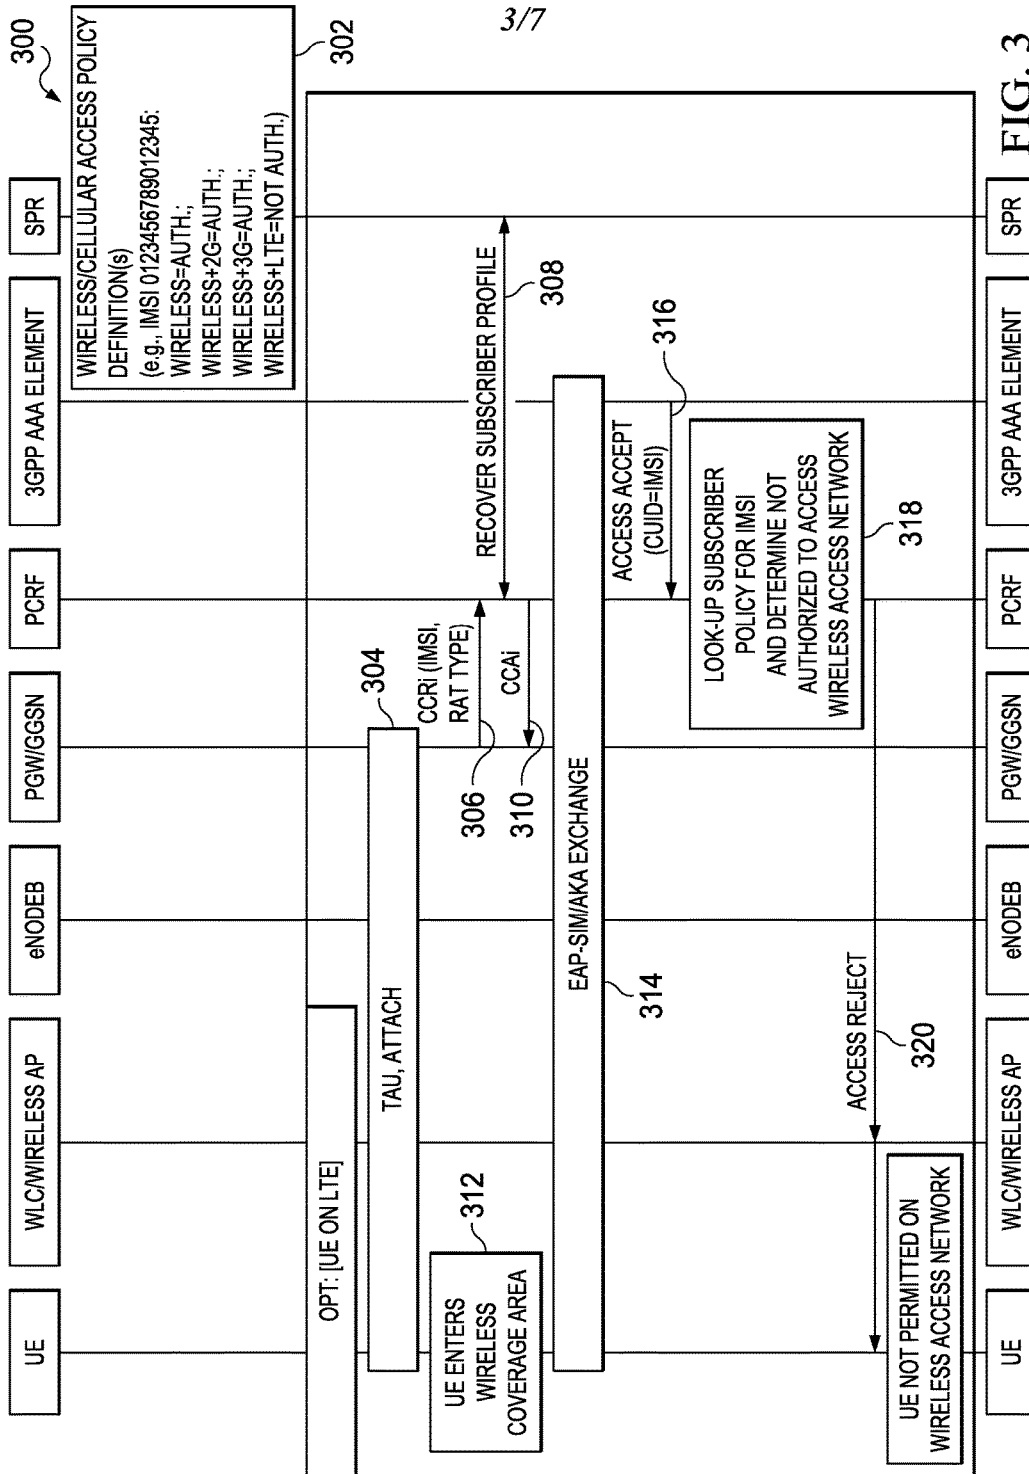 3/7
300
UE
WLC/WIRELESS AP
eNODEB
PGW/GGSN
PCRF
3GPP AAA ELEMENT
SPR
WIRELESS/CELLULAR ACCESS POLICY
DEFINITION(s)
(e.g., IMSI 0123456789012345:
WIRELESS=AUTH.;
WIRELESS+2G=AUTH.;
WIRELESS+3G=AUTH.;
WIRELESS+LTE=NOT AUTH.)
302
OPT: [UE ON LTE]
TAU, ATTACH
304
UE ENTERS
WIRELESS
COVERAGE AREA
312
CCRi (IMSI,
RAT TYPE)
306
RECOVER SUBSCRIBER PROFILE
308
CCAi
310
EAP-SIM/AKA EXCHANGE
314
ACCESS ACCEPT
(CUID=IMSI)
316
LOOK-UP SUBSCRIBER
POLICY FOR IMSI
AND DETERMINE NOT
AUTHORIZED TO ACCESS
WIRELESS ACCESS NETWORK
318
ACCESS REJECT
320
UE NOT PERMITTED ON
WIRELESS ACCESS NETWORK
UE
WLC/WIRELESS AP
eNODEB
PGW/GGSN
PCRF
3GPP AAA ELEMENT
SPR
FIG. 3